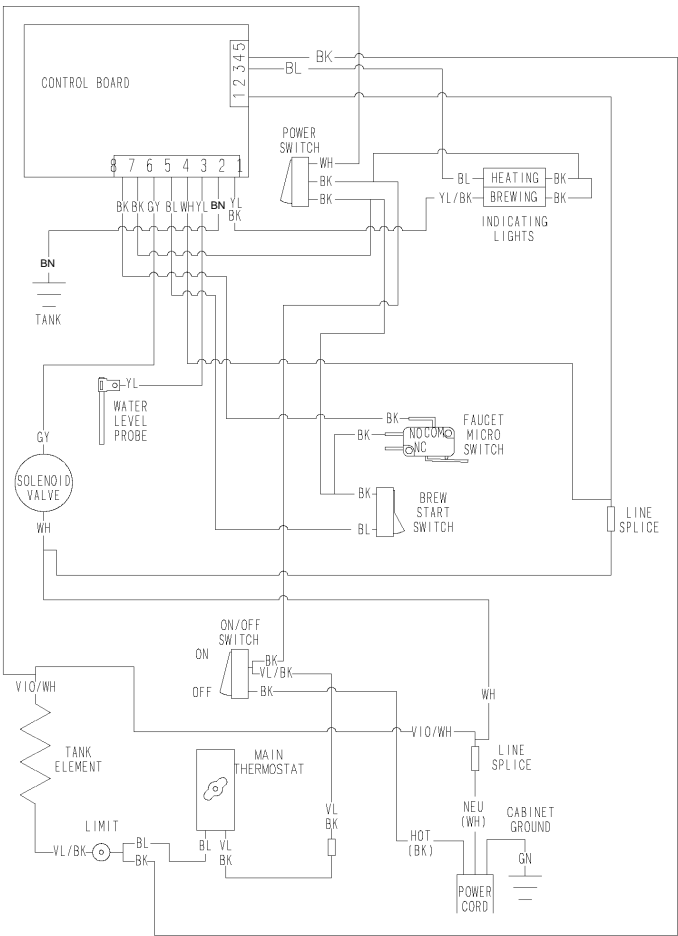 BK
BL
1 2 3 4 5
CONTROL BOARD
POWER
SWITCH
8 7 6 5 4 3 2 1
WH
BK
BK
BL
HEATING
BK
YL/BK
BREWING
BK
INDICATING
LIGHTS
BK BK GY BL WH YL BN YL
BK
BN
TANK
YL
WATER
LEVEL
PROBE
BK
BK
NO COM
NC
FAUCET
MICRO
SWITCH
GY
SOLENOID
VALVE
WH
BK
BL
BREW
START
SWITCH
LINE
SPLICE
ON/OFF
SWITCH
ON
OFF
BK
VL/BK
BK
VIO/WH
WH
VIO/WH
TANK
ELEMENT
MAIN
THERMOSTAT
LINE
SPLICE
LIMIT
VL/BK
BL
BK
BL VL
BK
VL
BK
HOT
(BK)
NEU
(WH)
CABINET
GROUND
GN
POWER
CORD